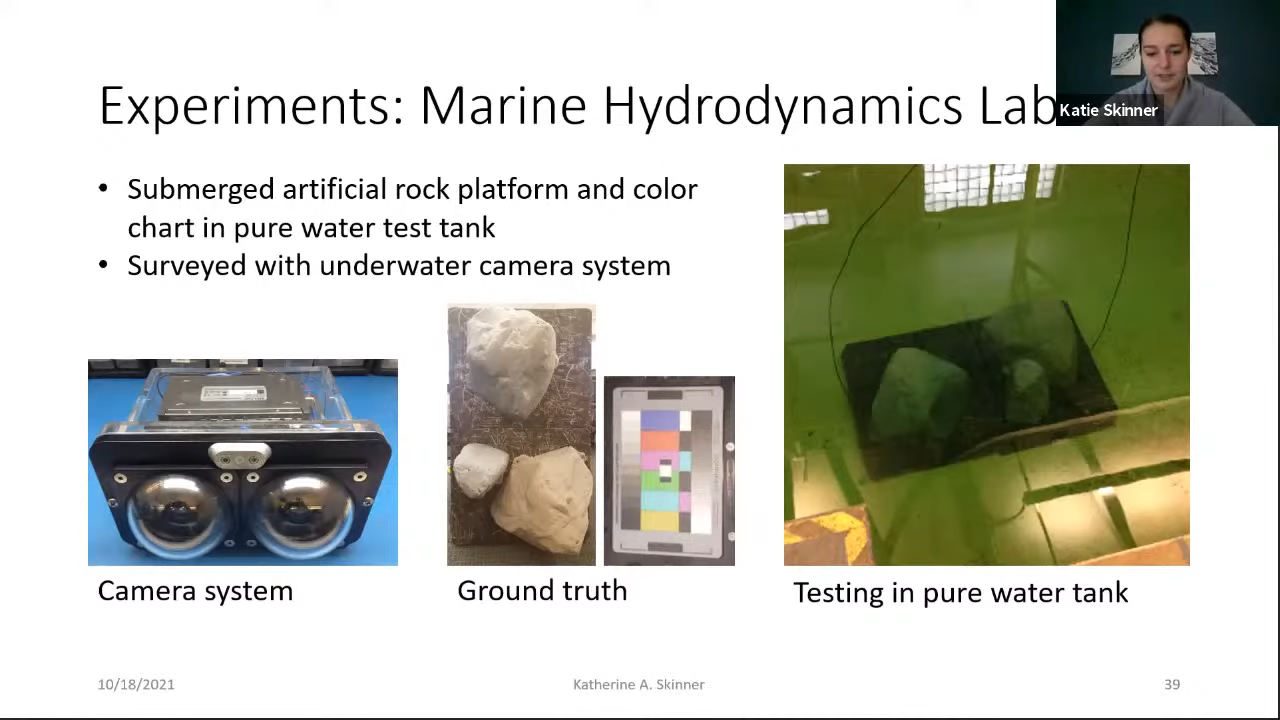 Experiments: Marine Hydrodynamics Lab
Katie Skinner
• Submerged artificial rock platform and color
chart in pure water test tank
• Surveyed with underwater camera system
Camera system
Ground truth
Testing in pure water tank
10/18/2021
Katherine A. Skinner
39